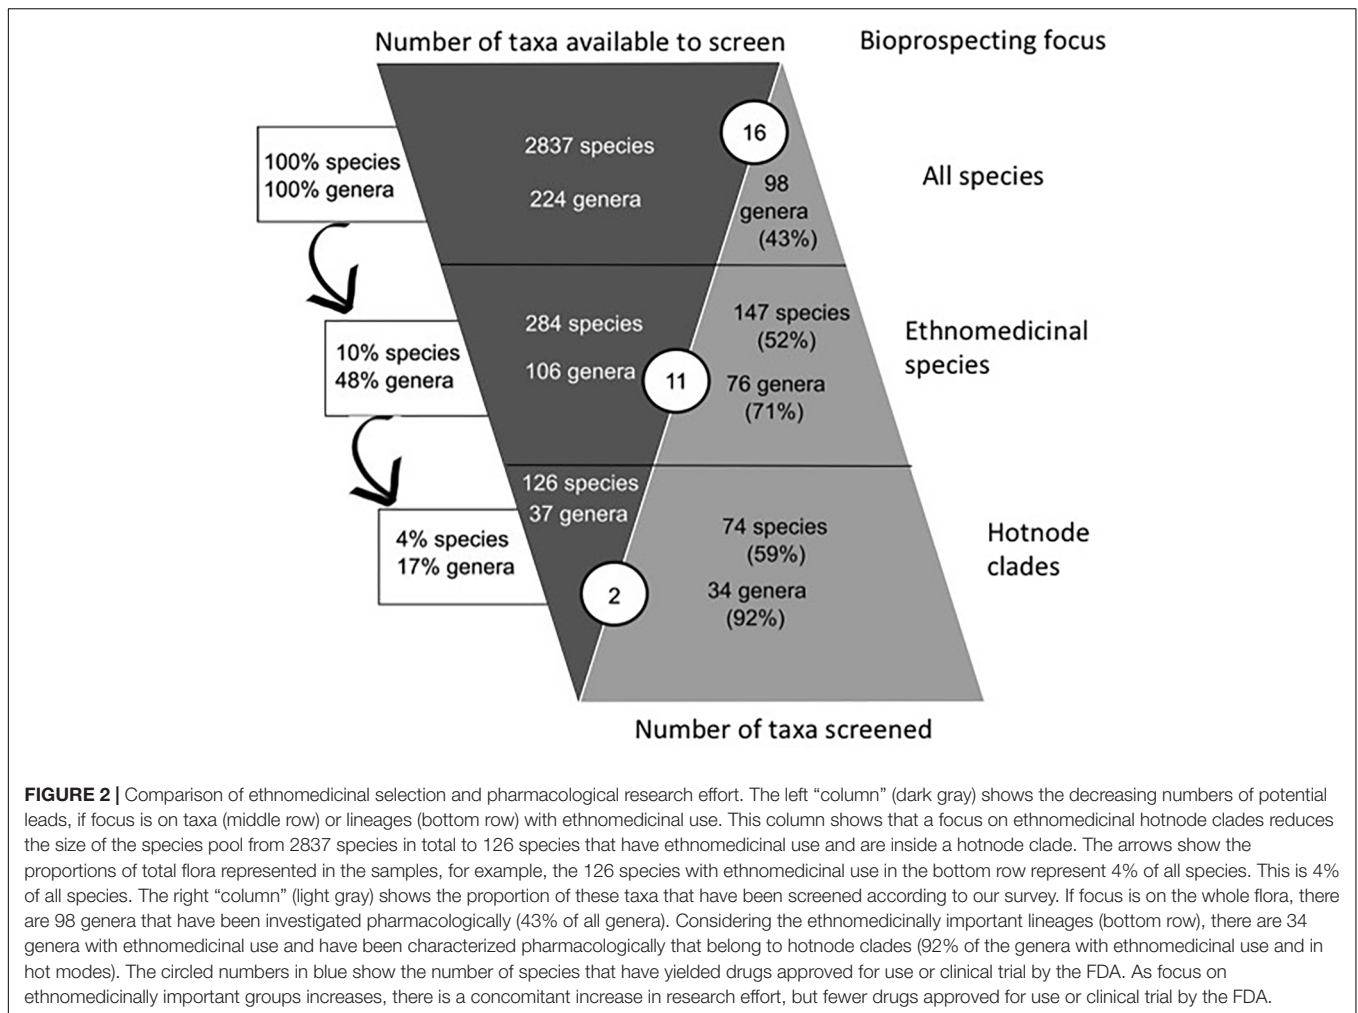 Number of taxa available to screen
Bioprospecting focus
100% species
100% genera
2837 species
224 genera
16
98
genera
(43%)
All species
10% species
48% genera
284 species
106 genera
11
147 species
(52%)
76 genera
(71%)
Ethnomedicinal
species
4% species
17% genera
126 species
37 genera
2
74 species
(59%)
34 genera
(92%)
Hotnode
clades
Number of taxa screened
FIGURE 2 | Comparison of ethnomedicinal selection and pharmacological research effort. The left “column” (dark gray) shows the decreasing numbers of potential
leads, if focus is on taxa (middle row) or lineages (bottom row) with ethnomedicinal use. This column shows that a focus on ethnomedicinal hotnode clades reduces
the size of the species pool from 2837 species in total to 126 species that have ethnomedicinal use and are inside a hotnode clade. The arrows show the
proportions of total flora represented in the samples, for example, the 126 species with ethnomedicinal use in the bottom row represent 4% of all species. This is 4%
of all species. The right “column” (light gray) shows the proportion of these taxa that have been screened according to our survey. If focus is on the whole flora, there
are 98 genera that have been investigated pharmacologically (43% of all genera). Considering the ethnomedicinally important lineages (bottom row), there are 34
genera with ethnomedicinal use and have been characterized pharmacologically that belong to hotnode clades (92% of the genera with ethnomedicinal use and in
hot modes). The circled numbers in blue show the number of species that have yielded drugs approved for use or clinical trial by the FDA. As focus on
ethnomedicinally important groups increases, there is a concomitant increase in research effort, but fewer drugs approved for use or clinical trial by the FDA.